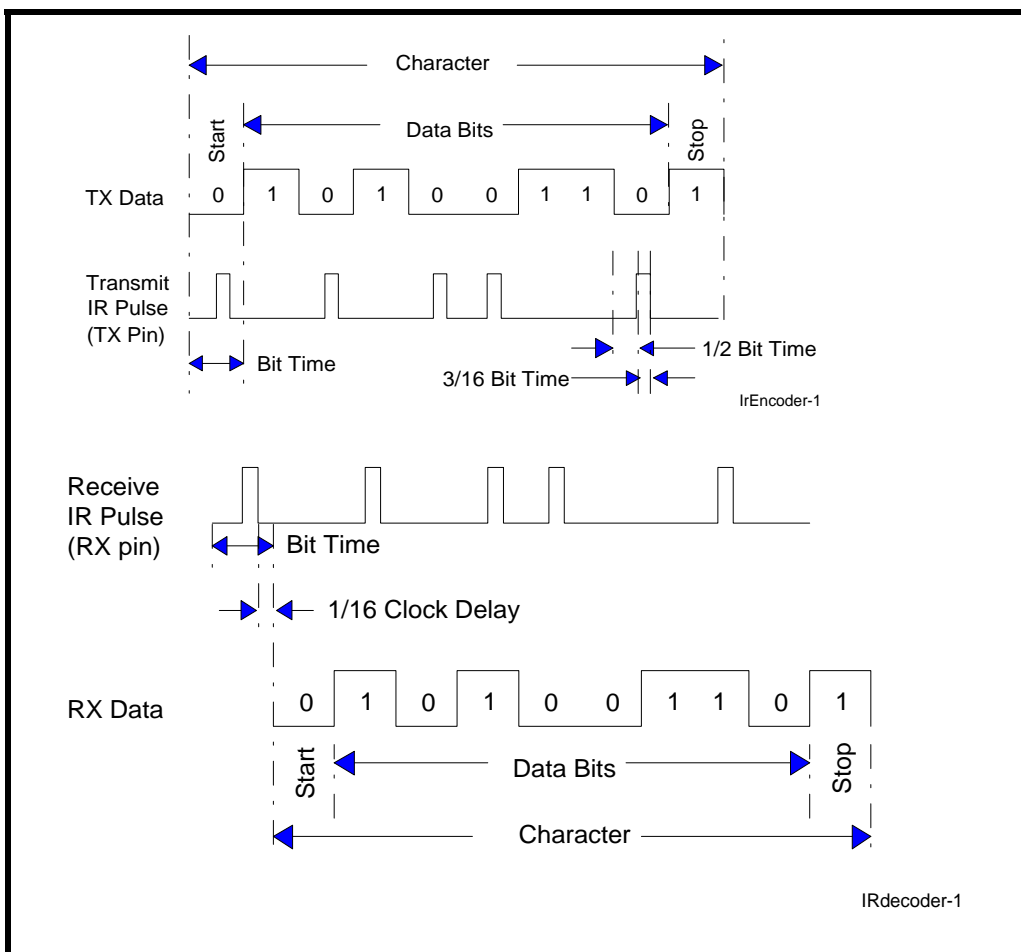 Character
Start
Data Bits
Stop
TX Data
0 1 0 1 0 0 1 1 0 1
Transmit
IR Pulse
(TX Pin)
Bit Time
1/2 Bit Time
3/16 Bit Time
IrEncoder-1
Receive
IR Pulse
(RX pin)
Bit Time
1/16 Clock Delay
RX Data
0 1 0 1 0 0 1 1 0 1
Start
Data Bits
Stop
Character
IRdecoder-1